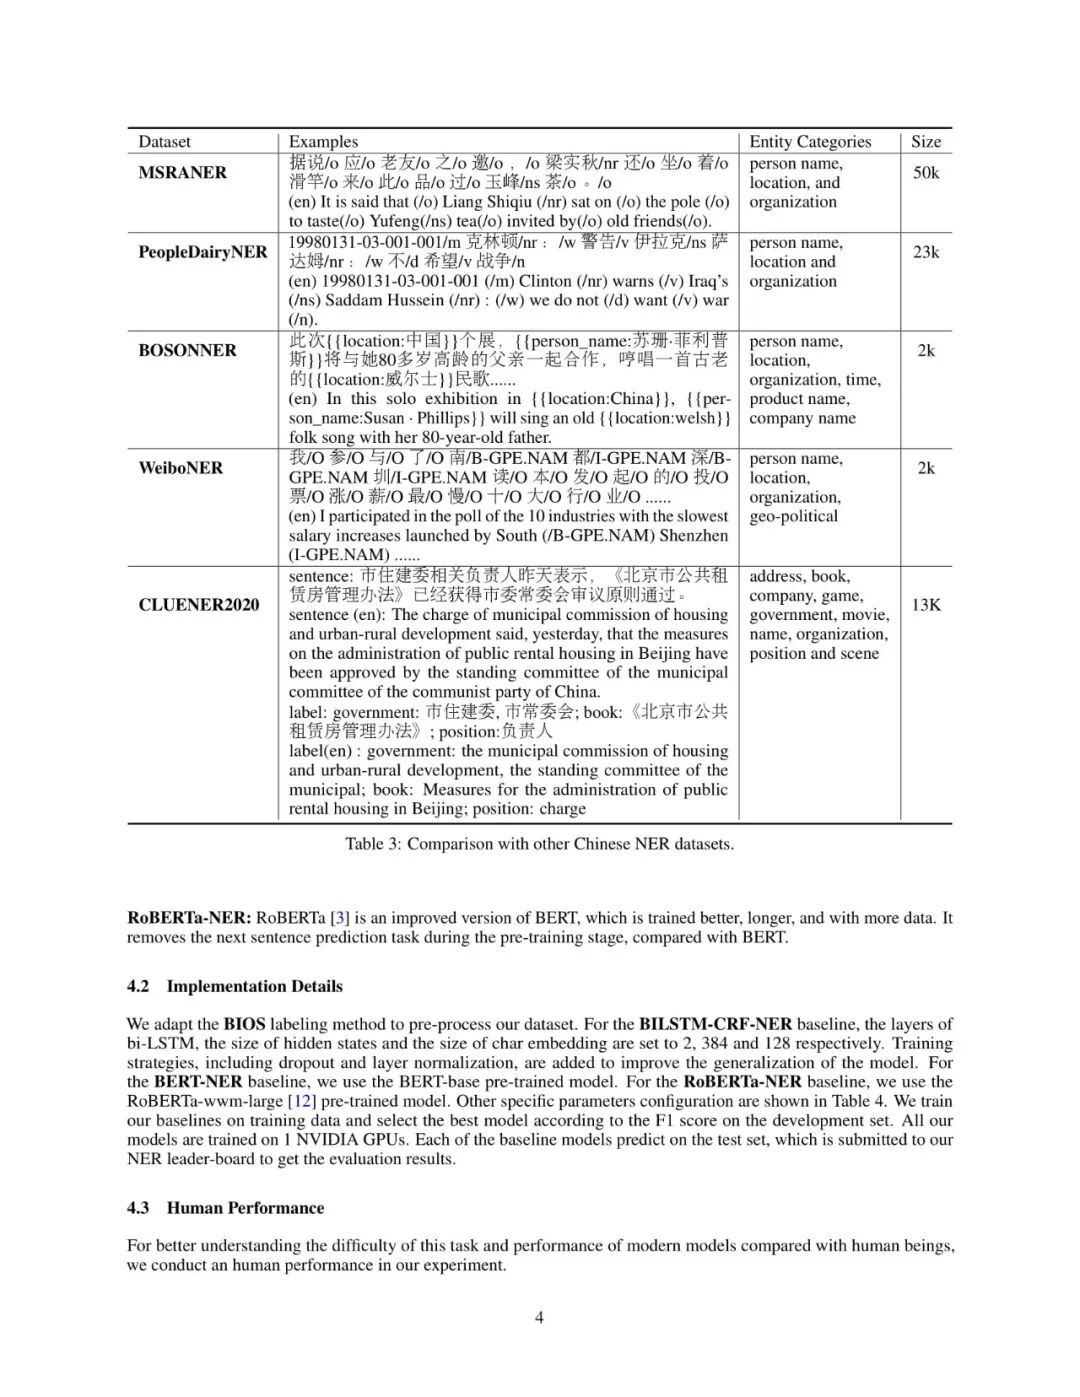 Dataset Examples Entity Categories Size
MSRANER
据说/o 应/o 老友/o 之/o 邀/o ，/o 梁实秋/nr 还/o 坐/o 着/o
滑竿/o 来/o 此/o 品/o 过/o 玉峰/ns 茶/o 。/o
(en) It is said that (/o) Liang Shiqiu (/nr) sat on (/o) the pole (/o)
to taste(/o) Yufeng(/ns) tea(/o) invited by(/o) old friends(/o).
person name,
location, and
organization
50k
PeopleDairyNER
19980131-03-001-001/m 克林顿/nr ：/w 警告/v 伊拉克/ns 萨
达姆/nr ：/w 不/d 希望/v 战争/n
(en) 19980131-03-001-001 (/m) Clinton (/nr) warns (/v) Iraq's
(/ns) Saddam Hussein (/nr) : (/w) we do not (/d) want (/v) war
(/n).
person name,
location and
organization
23k
BOSONNER
此次{{location:中国}}个展，{{person_name:苏珊·菲利普
斯}}将与她80多岁高龄的父亲一起合作，哼唱一首古老
的{{location:威尔士}}民歌......
(en) In this solo exhibition in {{location:China}}, {{per-
son_name:Susan · Phillips}} will sing an old {{location:welsh}}
folk song with her 80-year-old father.
person name,
location,
organization, time,
product name,
company name
2k
WeiboNER
我/O 参/O 与/O 了/O 南/B-GPE.NAM 都/I-GPE.NAM 深/B-
GPE.NAM 圳/I-GPE.NAM 读/O 本/O 发/O 起/O 的/O 投/O
票/O 涨/O 薪/O 最/O 慢/O 十/O 大/O 行/O 业/O ......
(en) I participated in the poll of the 10 industries with the slowest
salary increases launched by South (/B-GPE.NAM) Shenzhen
(I-GPE.NAM) ......
person name,
location,
organization,
geo-political
2k
CLUENER2020
sentence: 市住建委相关负责人昨天表示，《北京市公共租
赁房管理办法》已经获得市委常委会审议原则通过。
sentence (en): The charge of municipal commission of housing
and urban-rural development said, yesterday, that the measures
on the administration of public rental housing in Beijing have
been approved by the standing committee of the municipal
committee of the communist party of China.
label: government: 市住建委, 市常委会; book:《北京市公共
租赁房管理办法》; position:负责人
label(en) : government: the municipal commission of housing
and urban-rural development, the standing committee of the
municipal; book: Measures for the administration of public
rental housing in Beijing; position: charge
address, book,
company, game,
government, movie,
name, organization,
position and scene
13K
Table 3: Comparison with other Chinese NER datasets.
RoBERTa-NER: RoBERTa [3] is an improved version of BERT, which is trained better, longer, and with more data. It
removes the next sentence prediction task during the pre-training stage, compared with BERT.
4.2 Implementation Details
We adapt the BIOS labeling method to pre-process our dataset. For the BILSTM-CRF-NER baseline, the layers of
bi-LSTM, the size of hidden states and the size of char embedding are set to 2, 384 and 128 respectively. Training
strategies, including dropout and layer normalization, are added to improve the generalization of the model. For
the BERT-NER baseline, we use the BERT-base pre-trained model. For the RoBERTa-NER baseline, we use the
RoBERTa-wwm-large [12] pre-trained model. Other specific parameters configuration are shown in Table 4. We train
our baselines on training data and select the best model according to the F1 score on the development set. All our
models are trained on 1 NVIDIA GPUs. Each of the baseline models predict on the test set, which is submitted to our
NER leader-board to get the evaluation results.
4.3 Human Performance
For better understanding the difficulty of this task and performance of modern models compared with human beings,
we conduct an human performance in our experiment.
4